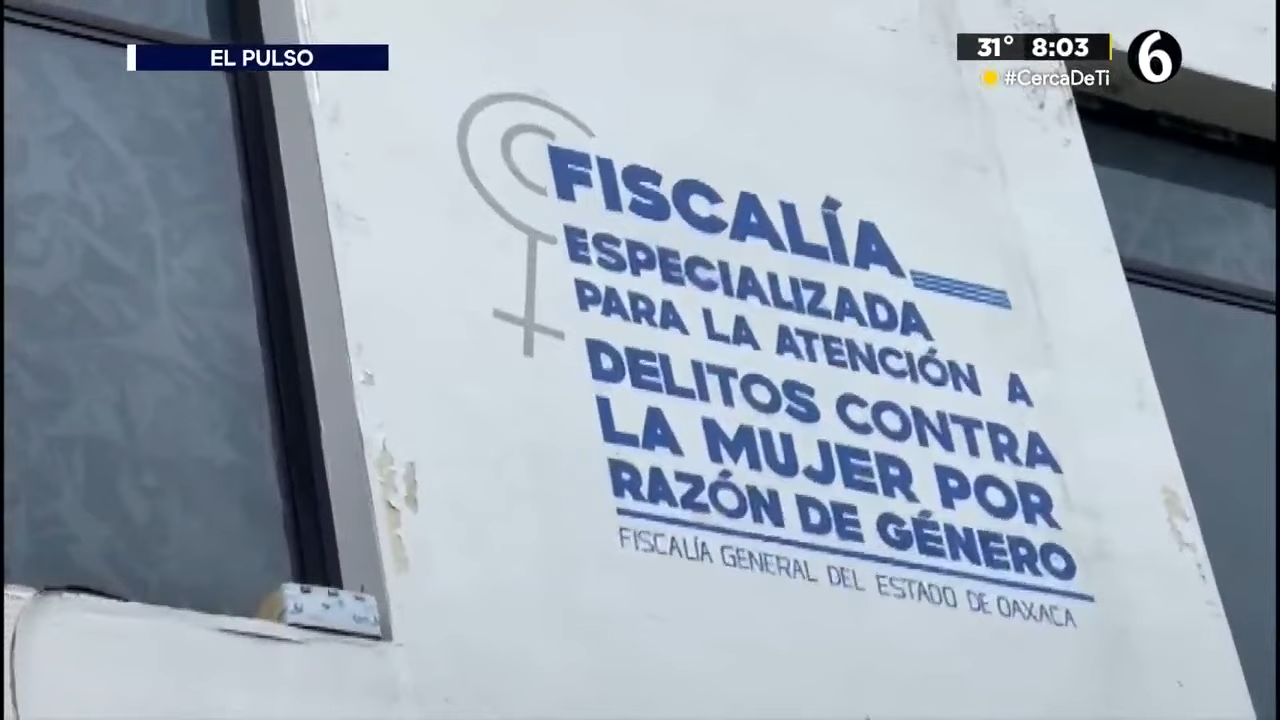 EL PULSO
31° 8:03
6
#CercaDeTi
FISCALÍA
ESPECIALIZADA
PARA LA ATENCIÓN A
DELITOS CONTRA
LA MUJER POR
RAZÓN DE GÉNERO
FISCALÍA GENERAL DEL ESTADO DE OAXACA